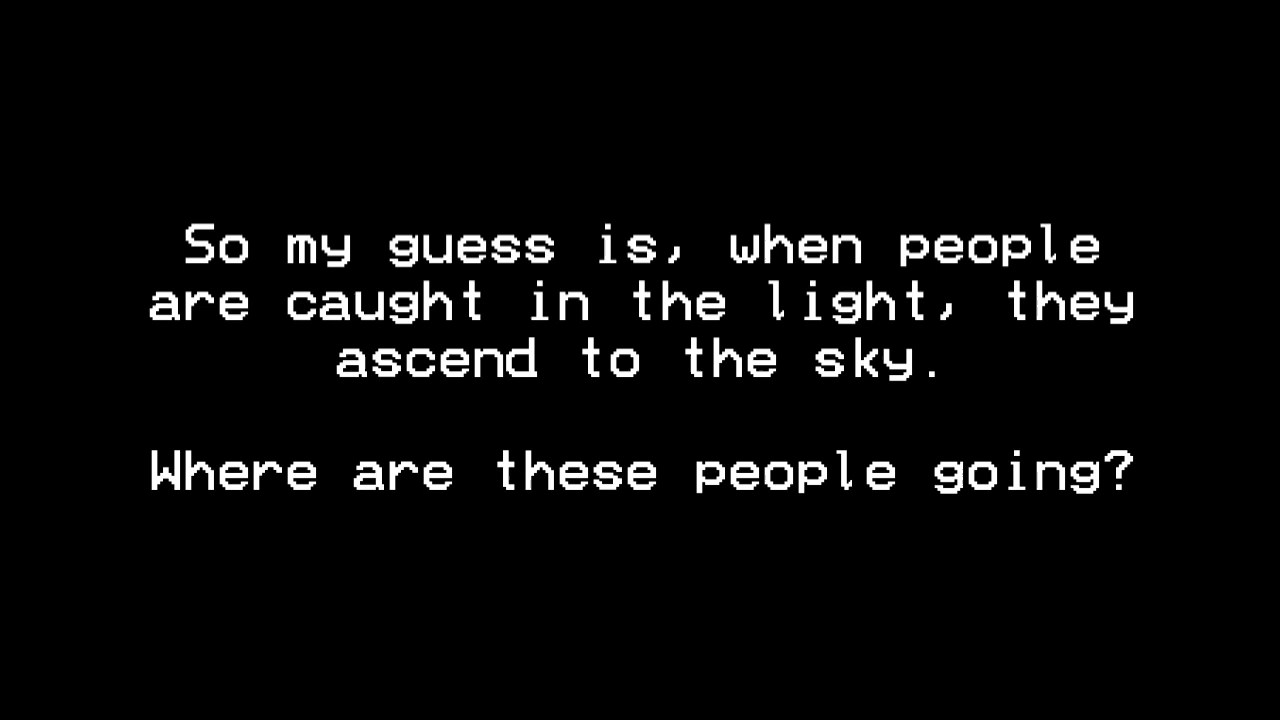 So my guess is, when people
are caught in the light, they
ascend to the sky.
Where are these people going?